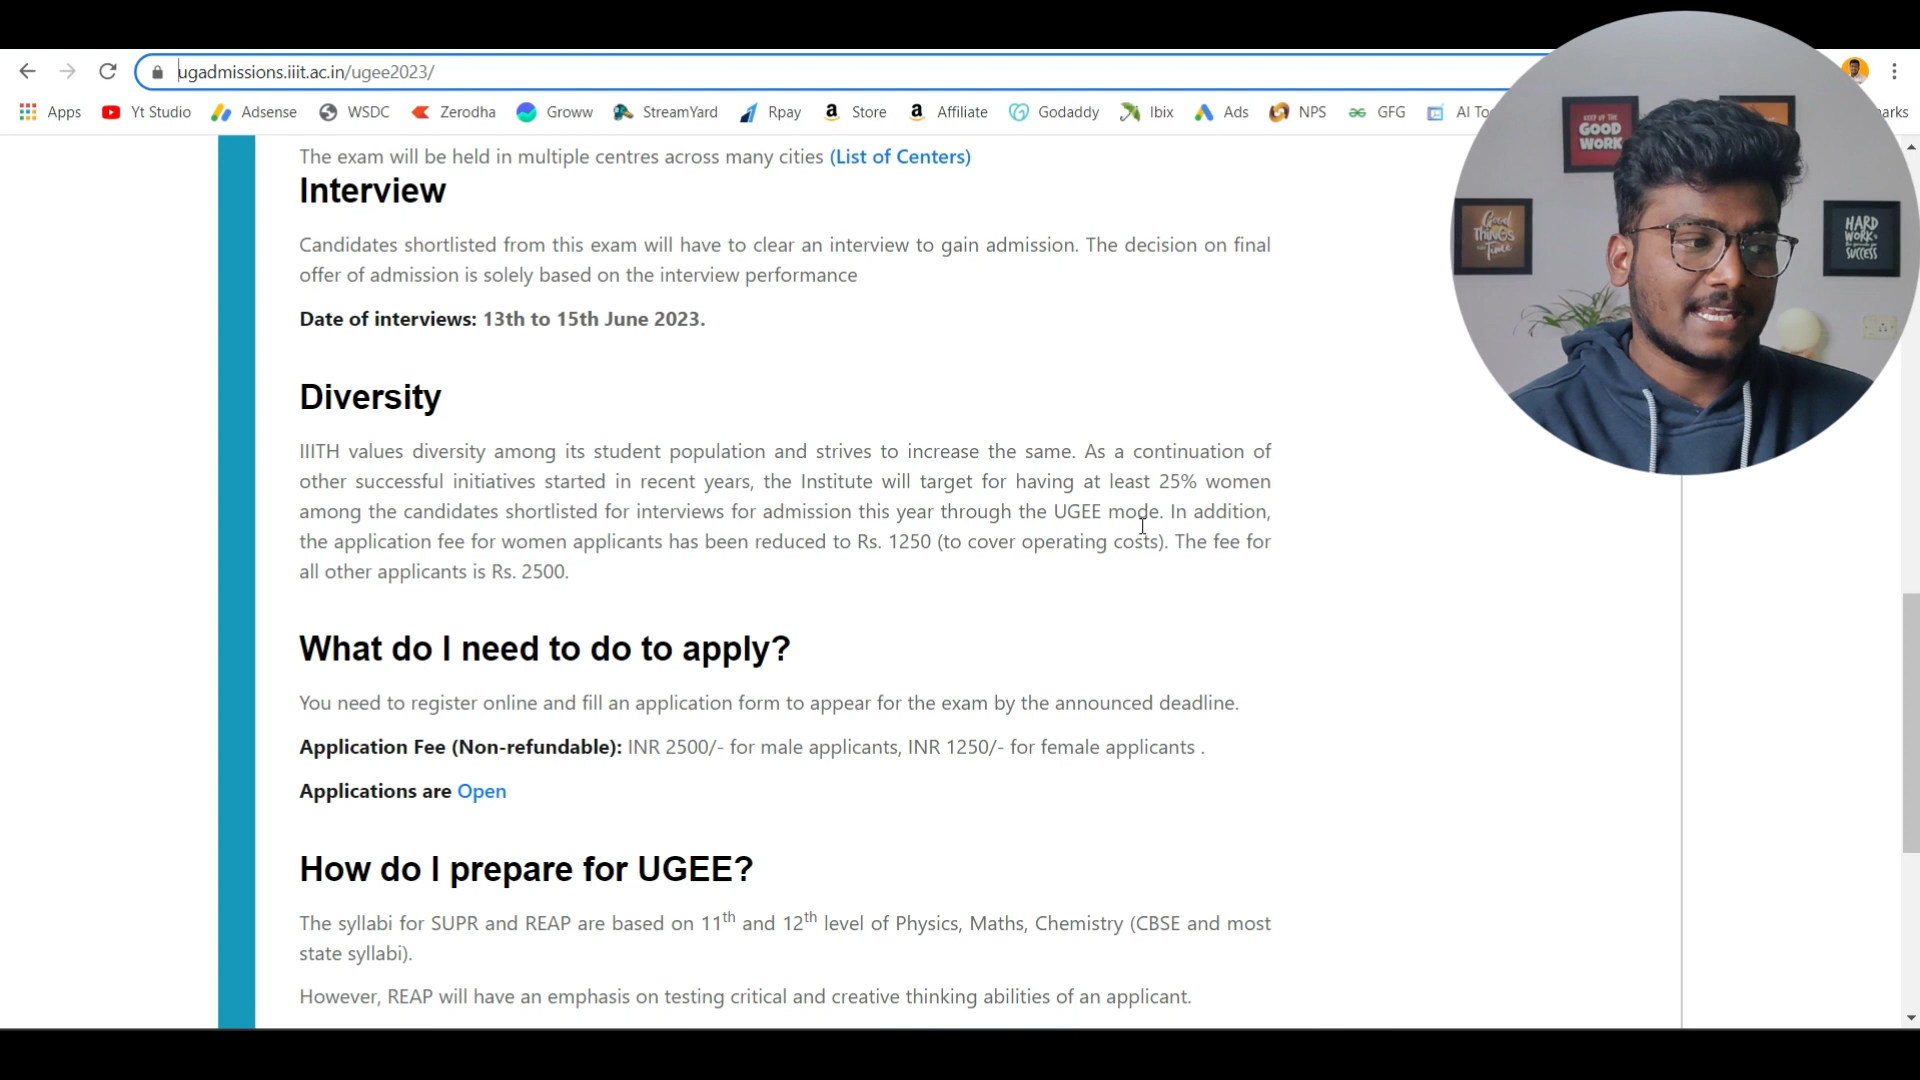 ugadmissions.iiit.ac.in/ugee2023/
Apps Yt Studio Adsense WSDC Zerodha Groww StreamYard Rpay Store Affiliate Godaddy Ibix Ads NPS GFG AI
The exam will be held in multiple centres across many cities (List of Centers)
Interview
Candidates shortlisted from this exam will have to clear an interview to gain admission. The decision on final
offer of admission is solely based on the interview performance
Date of interviews: 13th to 15th June 2023.
Diversity
IIITH values diversity among its student population and strives to increase the same. As a continuation of
other successful initiatives started in recent years, the Institute will target for having at least 25% women
among the candidates shortlisted for interviews for admission this year through the UGEE mode. In addition,
the application fee for women applicants has been reduced to Rs. 1250 (to cover operating costs). The fee for
all other applicants is Rs. 2500.
What do I need to do to apply?
You need to register online and fill an application form to appear for the exam by the announced deadline.
Application Fee (Non-refundable): INR 2500/- for male applicants, INR 1250/- for female applicants .
Applications are Open
How do I prepare for UGEE?
The syllabi for SUPR and REAP are based on 11th and 12th level of Physics, Maths, Chemistry (CBSE and most
state syllabi).
However, REAP will have an emphasis on testing critical and creative thinking abilities of an applicant.
KEEP UP THE
GOOD
WORK
Good
THINGS
Time
HARD
WORK
SUCCESS